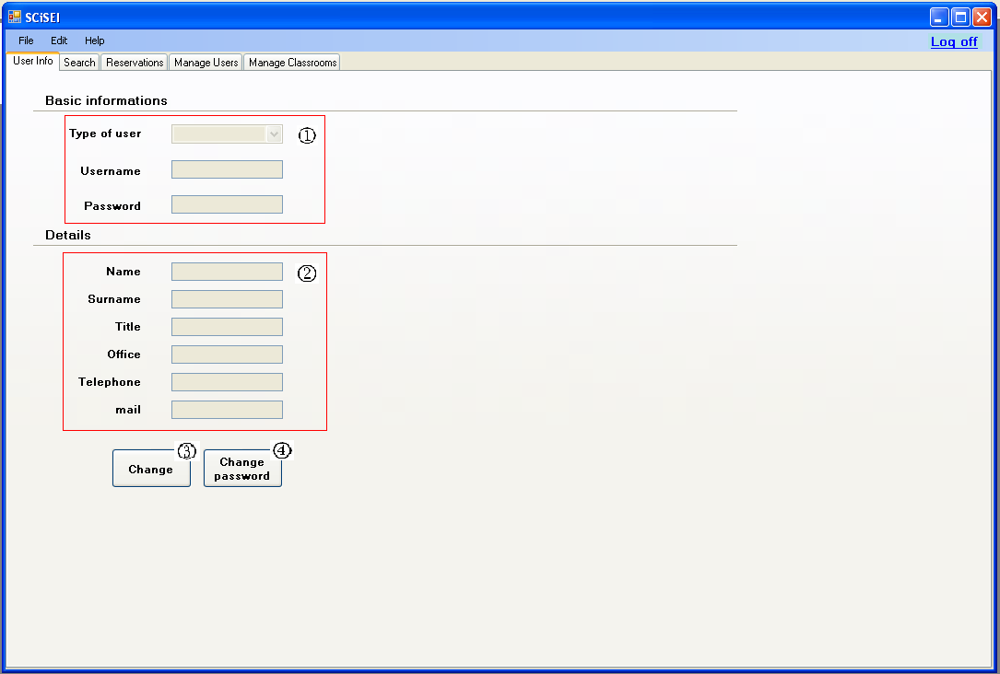 SCiSEI
File Edit Help
Log off
User Info Search Reservations Manage Users Manage Classrooms
Basic informations
Type of user ①
Username
Password
Details
Name ②
Surname
Title
Office
Telephone
mail
③ ④
Change
Change
password